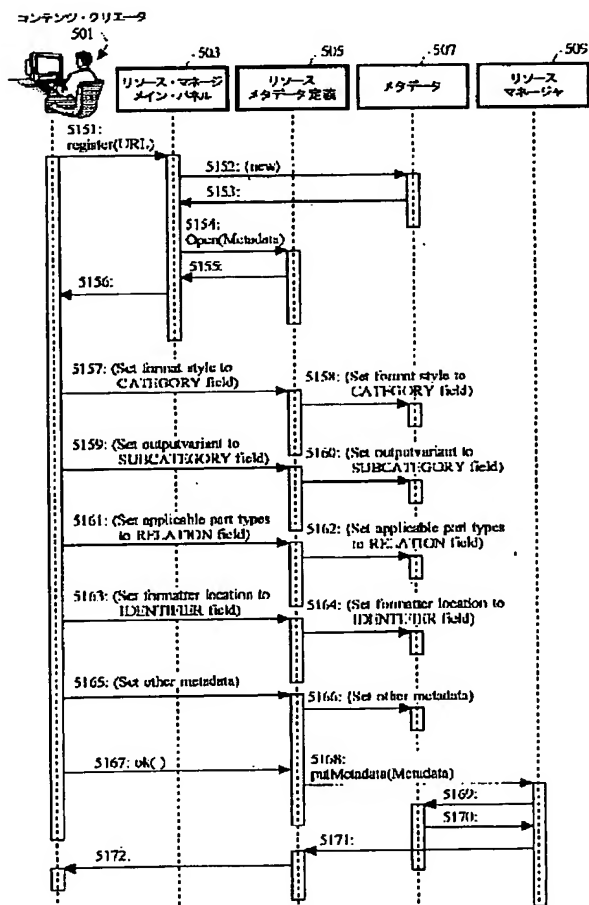 コンテンツ・クリエータ
501
503
505
507
509
リソース・マネージ
メイン・パネル
リソース
メタデータ定義
メタデータ
リソース
マネージャ
5151:
register(URL)
5152: (new)
5153:
5154:
Open(Metadata)
5155:
5156:
5157: (Set format style to
CATEGORY field)
5158: (Set format style to
CATEGORY field)
5159: (Set outputvariant to
SUBCATEGORY field)
5160: (Set outputvariant to
SUBCATEGORY field)
5161: (Set applicable part types
to RELATION field)
5162: (Set applicable part types
to RELATION field)
5163: (Set formatter location to
IDENTIFIER field)
5164: (Set formatter location to
IDENTIFIER field)
5165: (Set other metadata)
5166: (Set other metadata)
5167: ok( )
5168:
putMetadata(Metadata)
5169:
5170:
5171:
5172: